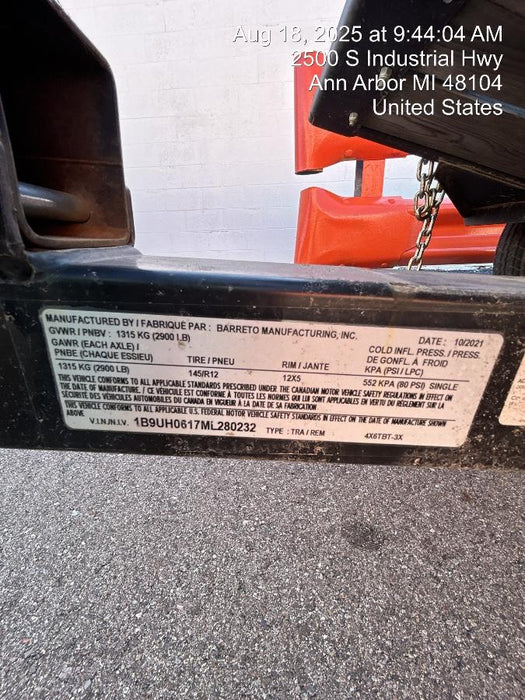 Aug 18, 2025 at 9:44:04 AM
2500 S Industrial Hwy
Ann Arbor MI 48104
United States
MANUFACTURED BY / FABRIQUÉ PAR : BARRETO MANUFACTURING, INC.
DATE : 10/2021
GVWR / PNBV : 1315 KG (2900 LB)
GAWR (EACH AXLE) /
PNBE (CHAQUE ESSIEU)
1315 KG (2900 LB)
TIRE / PNEU
145/R12
RIM / JANTE
12X5
COLD INFL. PRESS. / PRESS.
DE GONFL. À FROID
KPA (PSI / LPC)
552 KPA (80 PSI) SINGLE
THIS VEHICLE CONFORMS TO ALL APPLICABLE STANDARDS PRESCRIBED UNDER THE CANADIAN MOTOR VEHICLE SAFETY REGULATIONS IN EFFECT ON
THE DATE OF MANUFACTURE. / CE VÉHICULE EST CONFORME À TOUTES LES NORMES QUI LUI SONT APPLICABLES EN VERTU DU RÈGLEMENT SUR LA
SÉCURITÉ DES VÉHICULES AUTOMOBILES DU CANADA EN VIGUEUR À LA DATE DE SA FABRICATION.
THIS VEHICLE CONFORMS TO ALL APPLICABLE U.S. FEDERAL MOTOR VEHICLE SAFETY STANDARDS IN EFFECT ON THE DATE OF MANUFACTURE SHOWN
ABOVE
V.I.N./N.I.V. 1B9UH0617ML280232 TYPE : TRA / REM 4X6TBT-3X